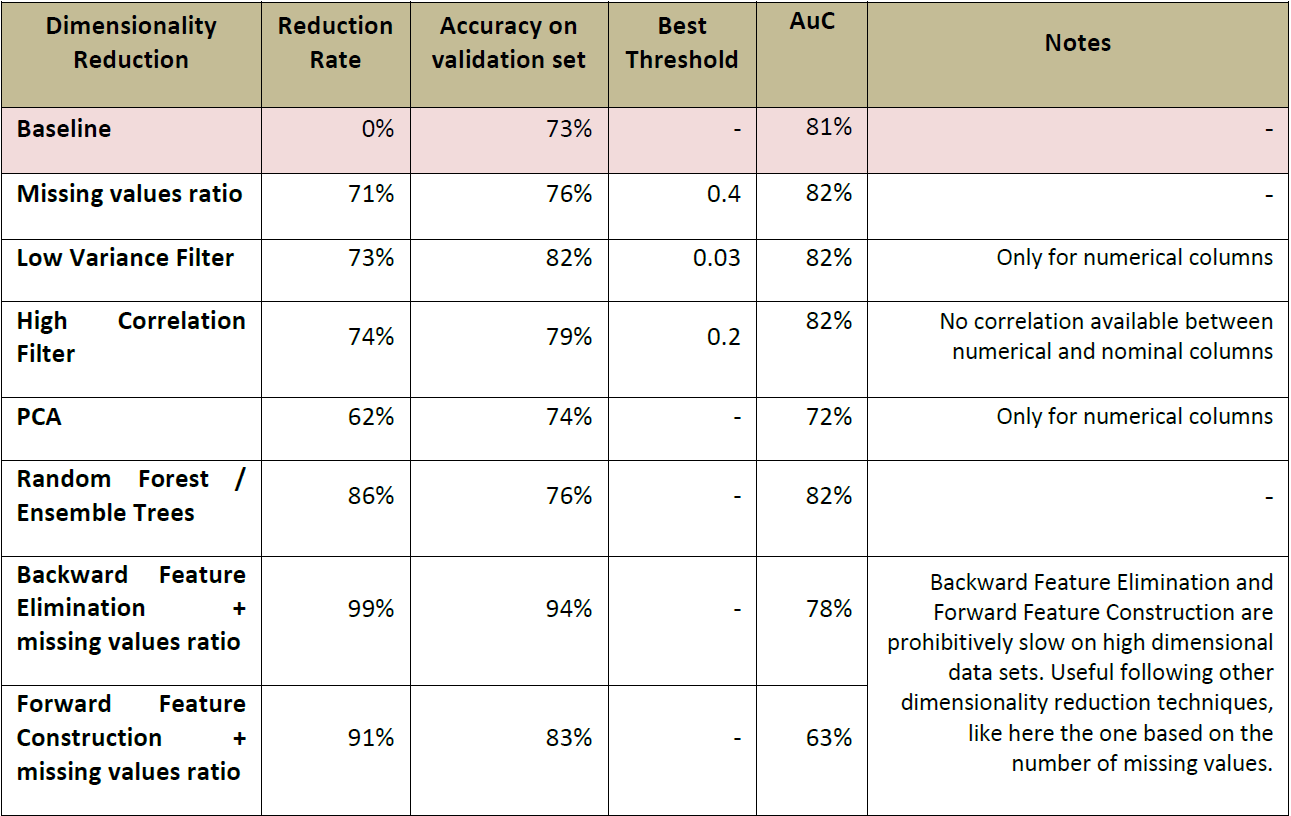 Dimensionality Reduction | Reduction Rate | Accuracy on validation set | Best Threshold | AuC | Notes
Baseline | 0% | 73% | - | 81% | -
Missing values ratio | 71% | 76% | 0.4 | 82% | -
Low Variance Filter | 73% | 82% | 0.03 | 82% | Only for numerical columns
High Correlation Filter | 74% | 79% | 0.2 | 82% | No correlation available between numerical and nominal columns
PCA | 62% | 74% | - | 72% | Only for numerical columns
Random Forest / Ensemble Trees | 86% | 76% | - | 82% | -
Backward Feature Elimination + missing values ratio | 99% | 94% | - | 78% | Backward Feature Elimination and Forward Feature Construction are prohibitively slow on high dimensional data sets. Useful following other dimensionality reduction techniques, like here the one based on the number of missing values.
Forward Feature Construction + missing values ratio | 91% | 83% | - | 63%